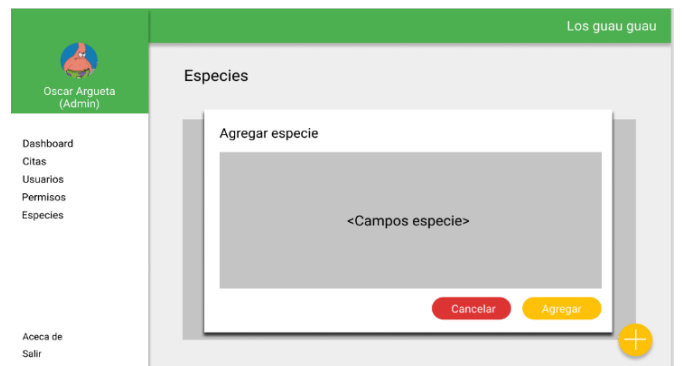 Los guau guau
Oscar Argueta
(Admin)
Especies
Dashboard
Citas
Usuarios
Permisos
Especies
Aceca de
Salir
Agregar especie
<Campos especie>
Cancelar
Agregar